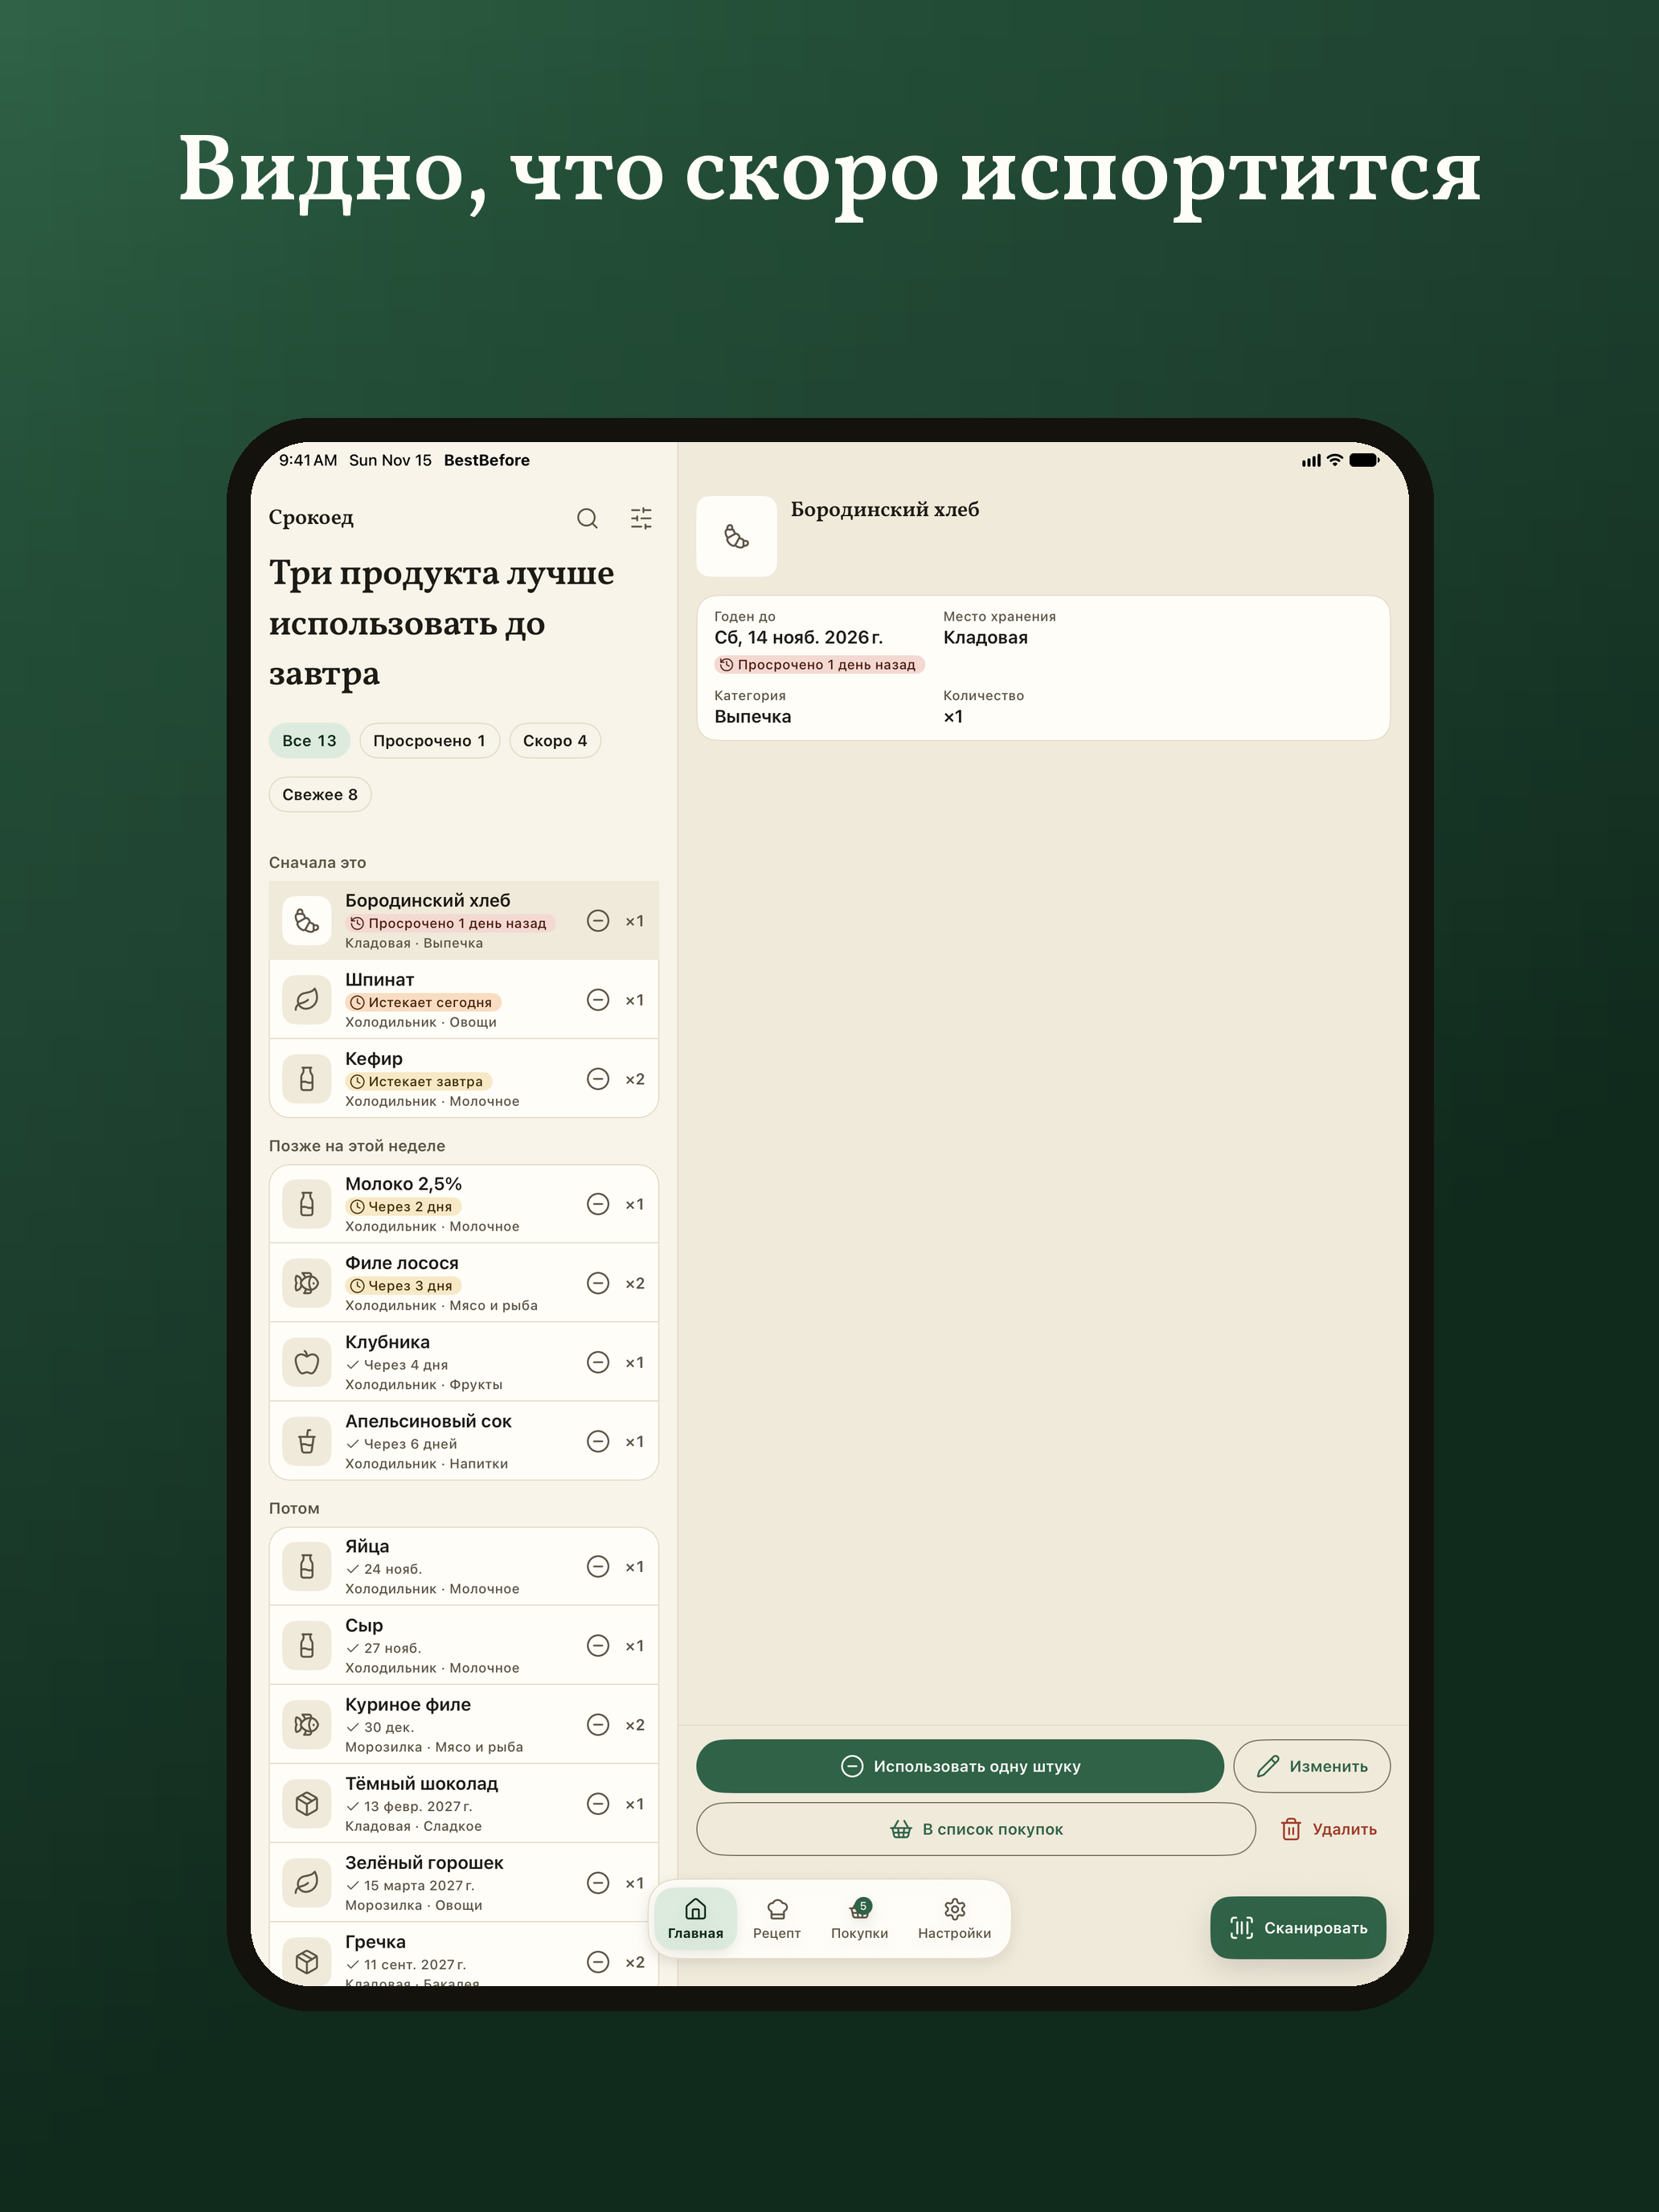 Видно, что скоро испортится
9:41 AM Sun Nov 15 BestBefore
Срокоед
Три продукта лучше
использовать до
завтра
Все 13
Просрочено 1
Скоро 4
Свежее 8
Сначала это
Бородинский хлеб
Просрочено 1 день назад
Кладовая · Выпечка
×1
Шпинат
Истекает сегодня
Холодильник · Овощи
×1
Кефир
Истекает завтра
Холодильник · Молочное
×2
Позже на этой неделе
Молоко 2,5%
Через 2 дня
Холодильник · Молочное
×1
Филе лосося
Через 3 дня
Холодильник · Мясо и рыба
×2
Клубника
Через 4 дня
Холодильник · Фрукты
×1
Апельсиновый сок
Через 6 дней
Холодильник · Напитки
×1
Потом
Яйца
24 нояб.
Холодильник · Молочное
×1
Сыр
27 нояб.
Холодильник · Молочное
×1
Куриное филе
30 дек.
Морозилка · Мясо и рыба
×2
Тёмный шоколад
13 февр. 2027 г.
Кладовая · Сладкое
×1
Зелёный горошек
15 марта 2027 г.
Морозилка · Овощи
×1
Гречка
11 сент. 2027 г.
Кладовая · Бакалея
×2
Бородинский хлеб
Годен до
Сб, 14 нояб. 2026 г.
Просрочено 1 день назад
Место хранения
Кладовая
Категория
Выпечка
Количество
×1
Использовать одну штуку
Изменить
В список покупок
Удалить
Главная
Рецепт
5
Покупки
Настройки
Сканировать